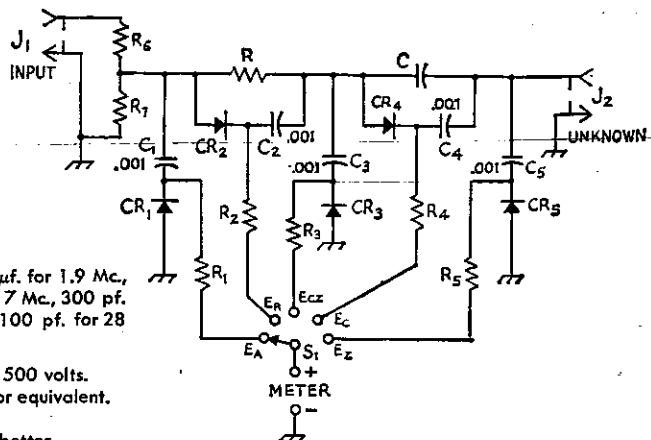 J1
INPUT
R6
R7
R
C
J2
UNKNOWN
CR2
C2
.001
CR4
.001
C4
C1
.001
.001
C3
.001
C5
CR1
R2
R3
CR3
R4
R5
CR5
R1
ER
ECZ
EC
EA
S1
EZ
+
METER
-
µf. for 1.9 Mc.,
7 Mc., 300 pf.
100 pf. for 28
500 volts.
or equivalent.
better